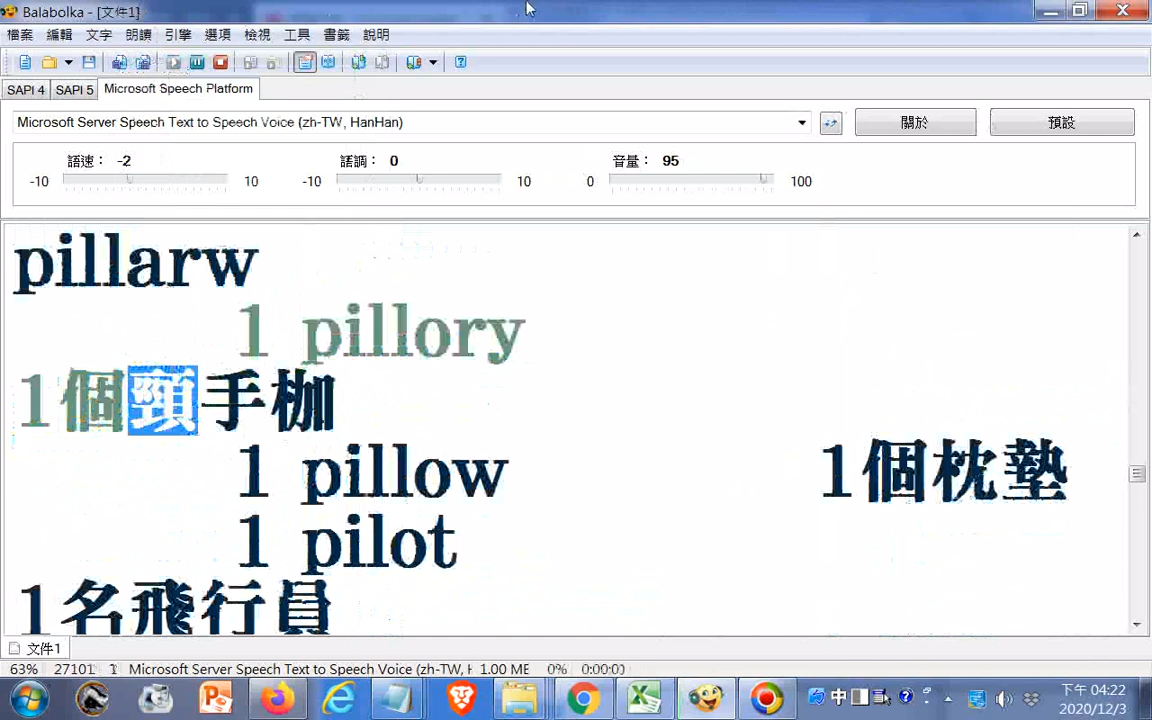 Balabolka - [文件1]
檔案 編輯 文字 朗讀 引擎 選項 檢視 工具 書籤 說明
SAPI 4 SAPI 5 Microsoft Speech Platform
Microsoft Server Speech Text to Speech Voice (zh-TW, HanHan) 關於 預設
語速： -2 話調： 0 音量： 95
-10 10 -10 10 0 100
pillarw
1 pillory
1個頸手枷
1 pillow 1個枕墊
1 pilot
1名飛行員
文件1
63% 27101 1 Microsoft Server Speech Text to Speech Voice (zh-TW, H 1.00 ME 0% 0:00:00
中 下午 04:22
2020/12/3